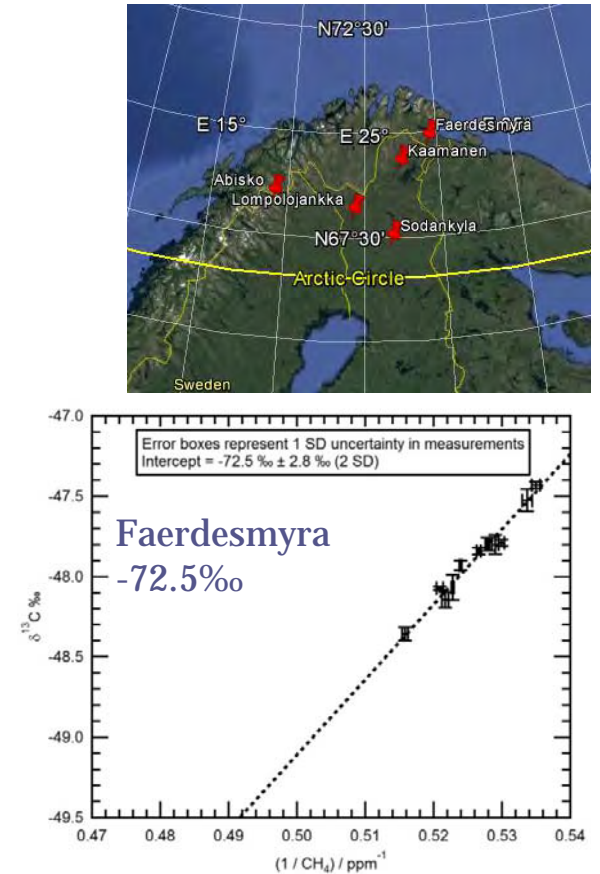 N72°30'
E 15°
E 25°
Faerdesmyra
Kaamanen
Abisko
Lompolojankka
Sodankyla
N67°30'
Arctic Circle
Sweden
-47.0
Error boxes represent 1 SD uncertainty in measurements
Intercept = -72.5 ‰ ± 2.8 ‰ (2 SD)
-47.5
Faerdesmyra
-72.5‰
-48.0
δ¹³C ‰
-48.5
-49.0
-49.5
0.47 0.48 0.49 0.50 0.51 0.52 0.53 0.54
(1 / CH₄) / ppm⁻¹